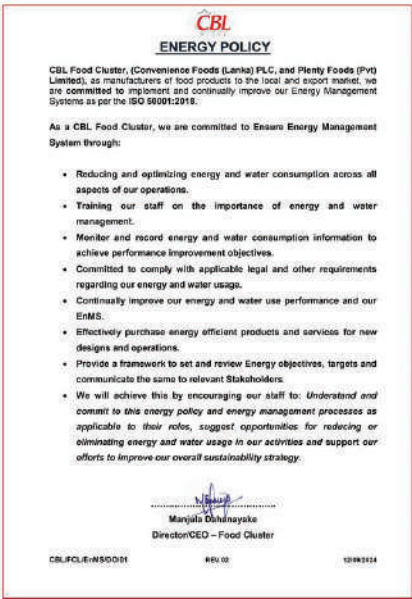 CBL
ENERGY POLICY
CBL Food Cluster, (Convenience Foods (Lanka) PLC, and Plenty Foods (Pvt)
Limited), as manufacturers of food products to the local and export market, we
are committed to implement and continually improve our Energy Management
Systems as per the ISO 50001:2018.
As a CBL Food Cluster, we are committed to Ensure Energy Management
System through:
• Reducing and optimizing energy and water consumption across all
aspects of our operations.
• Training our staff on the importance of energy and water
management.
• Monitor and record energy and water consumption information to
achieve performance improvement objectives.
• Committed to comply with applicable legal and other requirements
regarding our energy and water usage.
• Continually improve our energy and water use performance and our
EnMS.
• Effectively purchase energy efficient products and services for new
designs and operations.
• Provide a framework to set and review Energy objectives, targets and
communicate the same to relevant Stakeholders.
• We will achieve this by encouraging our staff to: Understand and
commit to this energy policy and energy management processes as
applicable to their roles, suggest opportunities for reducing or
eliminating energy and water usage in our activities and support our
efforts to improve our overall sustainability strategy.
Manjula Dahanayake
Director/CEO – Food Cluster
CBL/FCL/EnNS/DO/01 REV.02